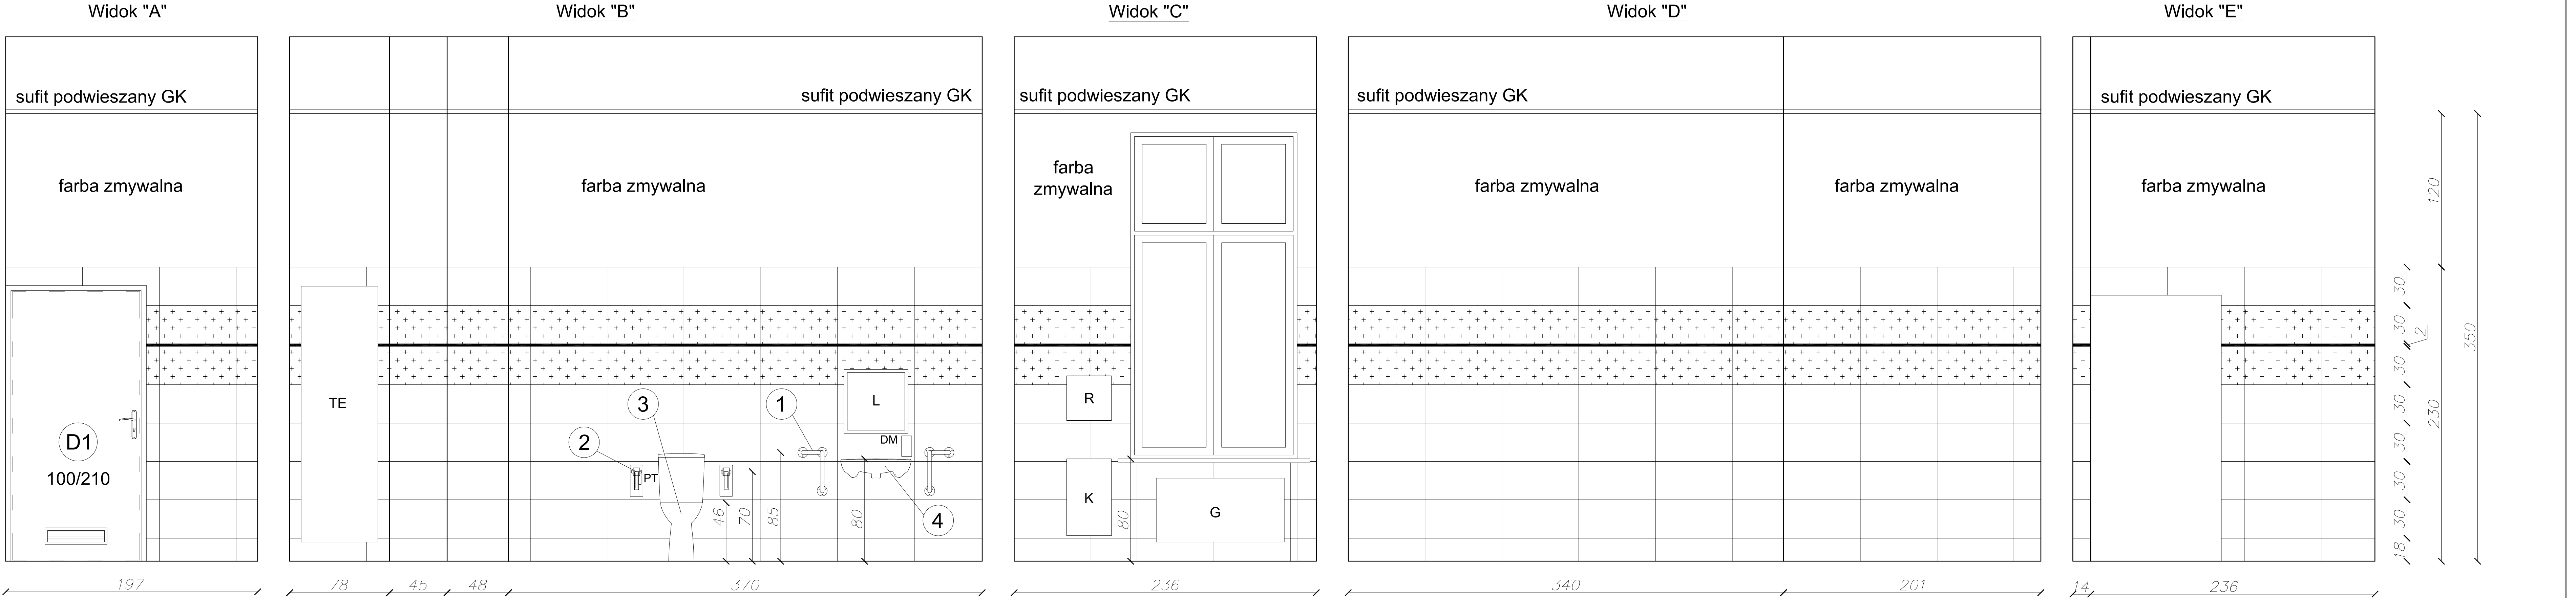 Widok "A"
sufit podwieszany GK
farba zmywalna
D1
100/210
197
Widok "B"
sufit podwieszany GK
farba zmywalna
TE
3
1
2
PT
L
DM
4
46
70
85
80
78
45
48
370
Widok "C"
sufit podwieszany GK
farba
zmywalna
R
K
G
80
236
Widok "D"
sufit podwieszany GK
farba zmywalna
farba zmywalna
340
201
Widok "E"
sufit podwieszany GK
farba zmywalna
14
236
30
30
2
30
30
30
30
30
18
120
230
350